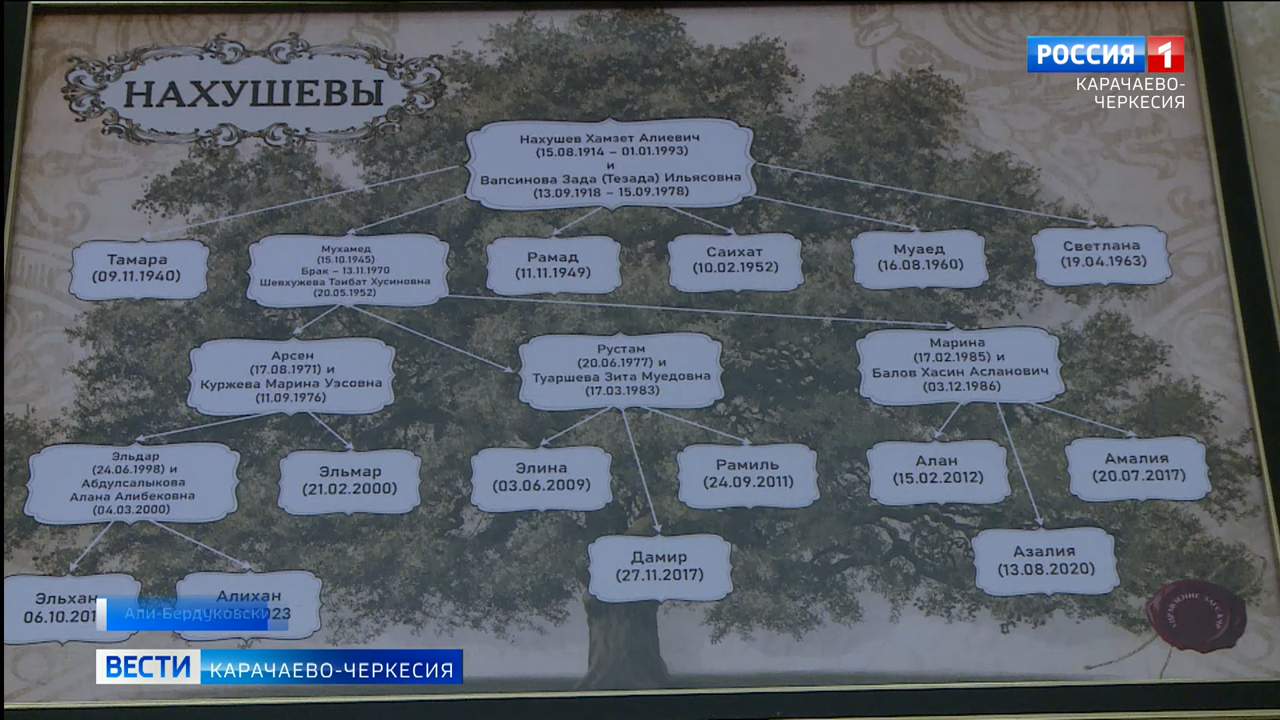 НАХУШЕВЫ
РОССИЯ 1
КАРАЧАЕВО-
ЧЕРКЕСИЯ
Нахушев Хамзет Алиевич
(15.08.1914 – 01.01.1993)
и
Вапсинова Зада (Тезада) Ильясовна
(13.09.1918 – 15.09.1978)
Тамара
(09.11.1940)
Мухамед
(15.10.1945)
Брак – 13.11.1970
Шевхужева Таибат Хусиновна
(20.05.1952)
Рамад
(11.11.1949)
Саихат
(10.02.1952)
Муаед
(16.08.1960)
Светлана
(19.04.1963)
Арсен
(17.08.1971) и
Куржева Марина Уэсовна
(11.09.1976)
Рустам
(20.06.1977) и
Туаршева Зита Муедовна
(17.03.1983)
Марина
(17.02.1985) и
Балов Хасин Асланович
(03.12.1986)
Эльдар
(24.06.1998) и
Абдулсалыкова
Алана Алибековна
(04.03.2000)
Эльмар
(21.02.2000)
Элина
(03.06.2009)
Рамиль
(24.09.2011)
Алан
(15.02.2012)
Амалия
(20.07.2017)
Дамир
(27.11.2017)
Азалия
(13.08.2020)
Эльхан
06.10.201
Алихан
023
Али-Бердуковски
ВЕСТИ КАРАЧАЕВО-ЧЕРКЕСИЯ